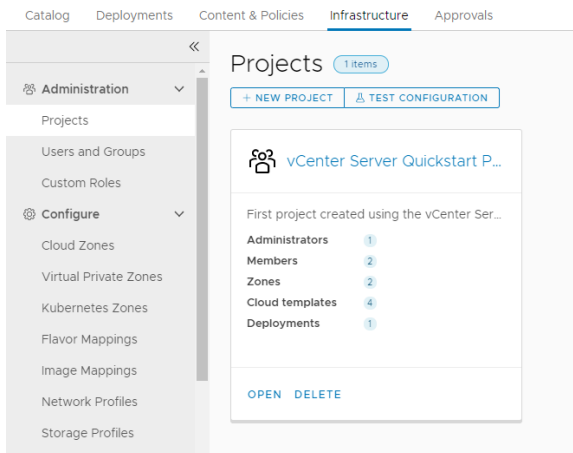 Catalog Deployments Content & Policies Infrastructure Approvals
Administration
Projects
Users and Groups
Custom Roles
Configure
Cloud Zones
Virtual Private Zones
Kubernetes Zones
Flavor Mappings
Image Mappings
Network Profiles
Storage Profiles
Projects 1 items
+ NEW PROJECT TEST CONFIGURATION
vCenter Server Quickstart P...
First project created using the vCenter Ser...
Administrators 1
Members 2
Zones 2
Cloud templates 4
Deployments 1
OPEN DELETE